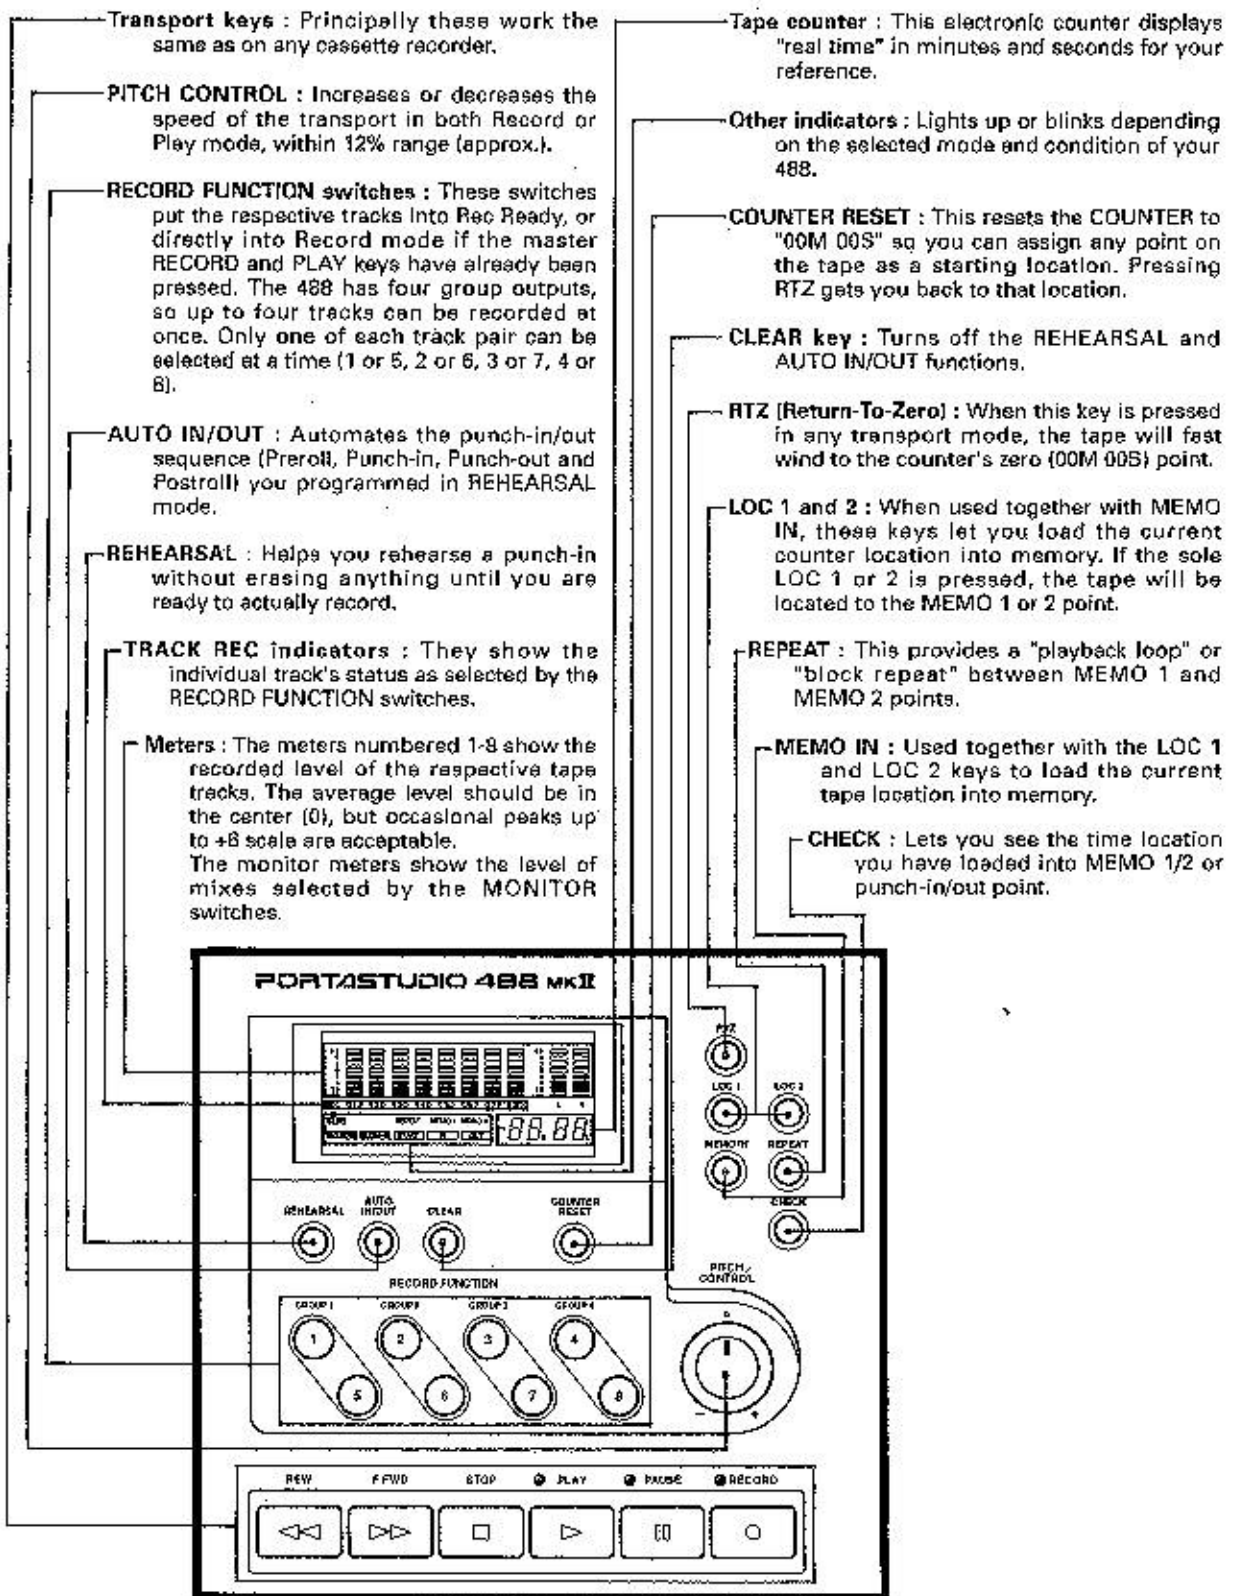 Transport keys : Principally these work the
same as on any cassette recorder.
PITCH CONTROL : Increases or decreases the
speed of the transport in both Record or
Play mode, within 12% range (approx.).
RECORD FUNCTION switches : These switches
put the respective tracks into Rec Ready, or
directly into Record mode if the master
RECORD and PLAY keys have already been
pressed. The 488 has four group outputs,
so up to four tracks can be recorded at
once. Only one of each track pair can be
selected at a time (1 or 5, 2 or 6, 3 or 7, 4 or
8).
AUTO IN/OUT : Automates the punch-in/out
sequence (Preroll, Punch-in, Punch-out and
Postroll) you programmed in REHEARSAL
mode.
REHEARSAL : Helps you rehearse a punch-in
without erasing anything until you are
ready to actually record.
TRACK REC indicators : They show the
individual track's status as selected by the
RECORD FUNCTION switches.
Meters : The meters numbered 1-8 show the
recorded level of the respective tape
tracks. The average level should be in
the center (0), but occasional peaks up
to +6 scale are acceptable.
The monitor meters show the level of
mixes selected by the MONITOR
switches.
Tape counter : This electronic counter displays
"real time" in minutes and seconds for your
reference.
Other indicators : Lights up or blinks depending
on the selected mode and condition of your
488.
COUNTER RESET : This resets the COUNTER to
"00M 00S" so you can assign any point on
the tape as a starting location. Pressing
RTZ gets you back to that location.
CLEAR key : Turns off the REHEARSAL and
AUTO IN/OUT functions.
RTZ (Return-To-Zero) : When this key is pressed
in any transport mode, the tape will fast
wind to the counter's zero (00M 00S) point.
LOC 1 and 2 : When used together with MEMO
IN, these keys let you load the current
counter location into memory. If the sole
LOC 1 or 2 is pressed, the tape will be
located to the MEMO 1 or 2 point.
REPEAT : This provides a "playback loop" or
"block repeat" between MEMO 1 and
MEMO 2 points.
MEMO IN : Used together with the LOC 1
and LOC 2 keys to load the current
tape location into memory.
CHECK : Lets you see the time location
you have loaded into MEMO 1/2 or
punch-in/out point.
PORTASTUDIO 488 MKII
RTZ
LOC 1 LOC 2
-88.88
REPEAT
CHECK
REHEARSAL
AUTO
IN/OUT
CLEAR
COUNTER
RESET
PITCH
CONTROL
RECORD FUNCTION
GROUP 1 GROUP 2 GROUP 3 GROUP 4
1 2 3 4
5 6 7 8
- +
REW F FWD STOP PLAY PAUSE RECORD